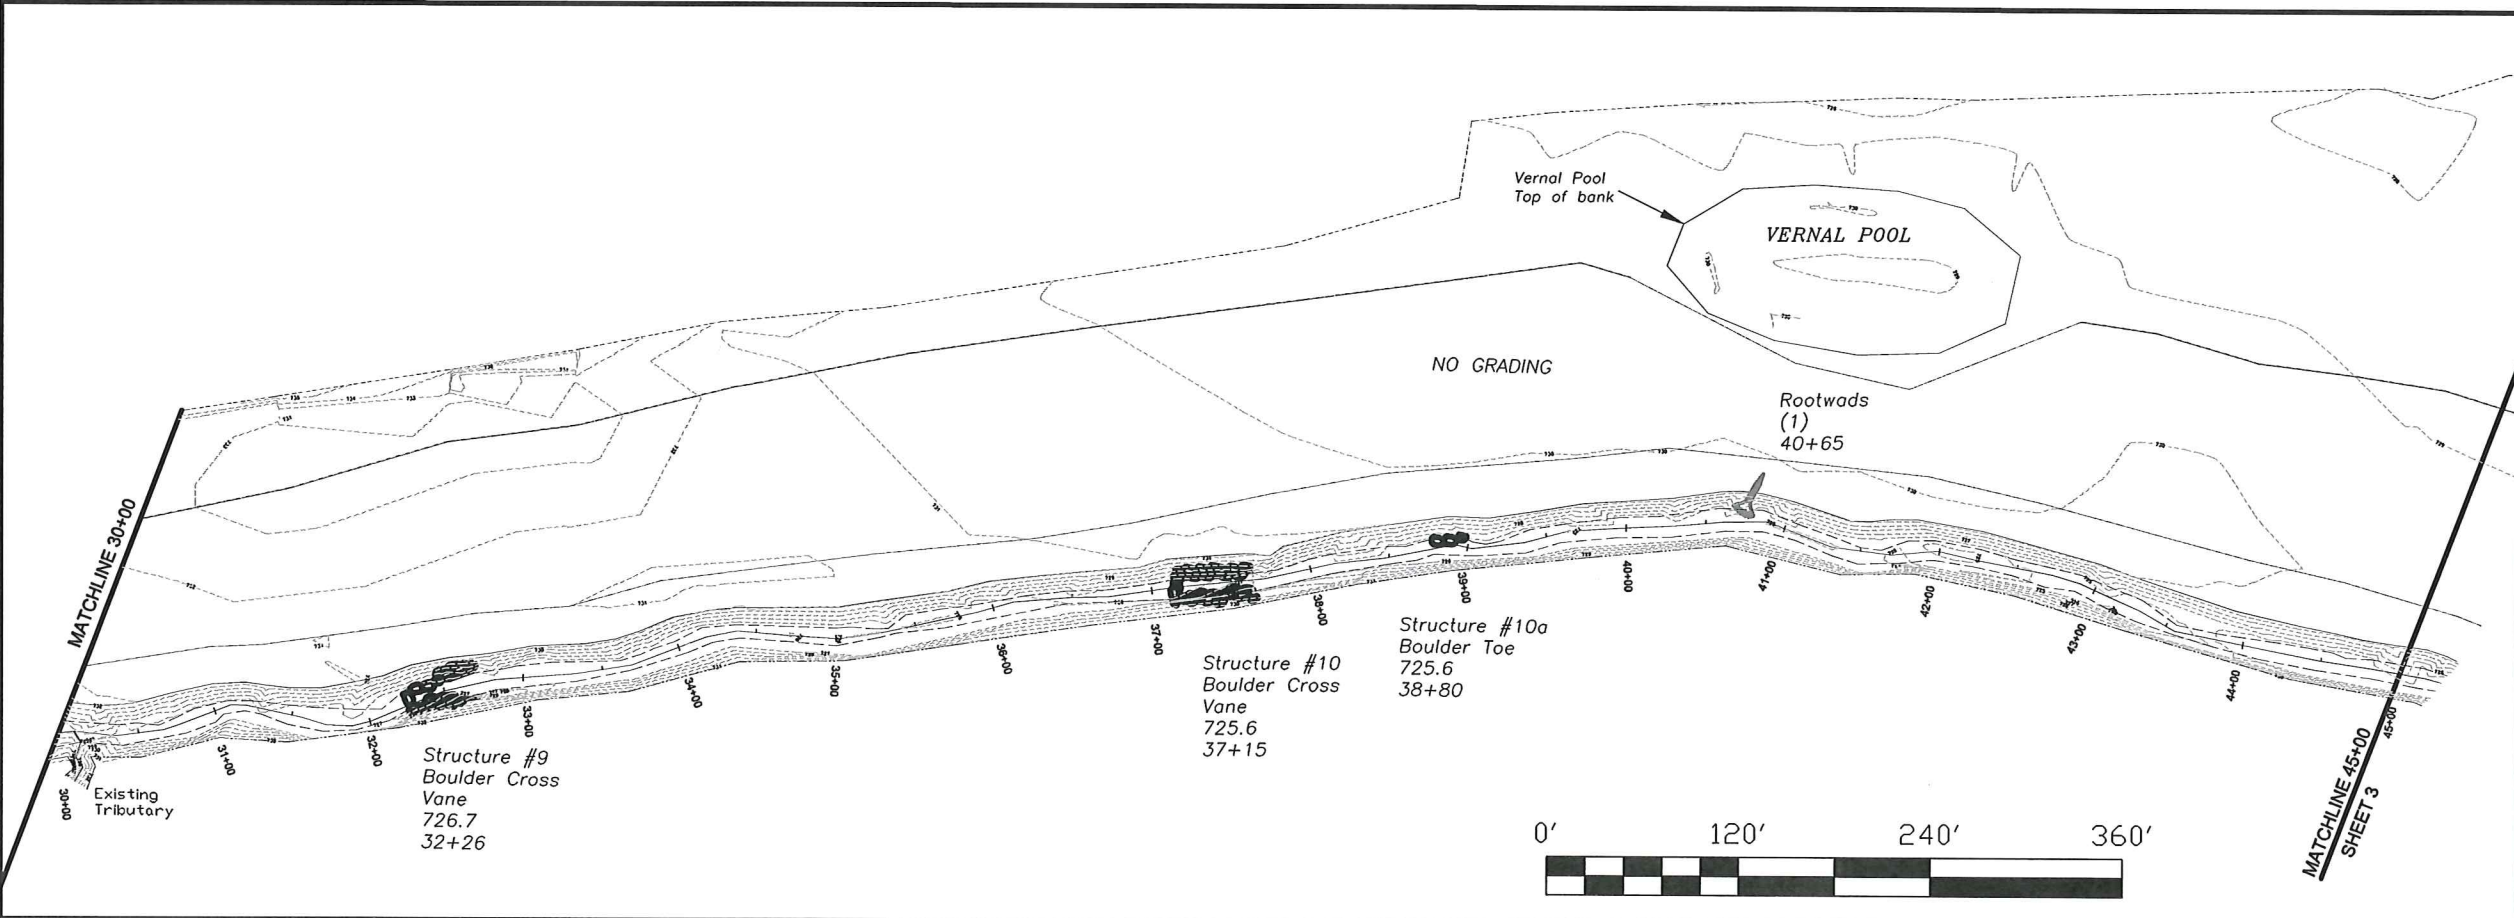 Vernal Pool
Top of bank
VERNAL POOL
NO GRADING
Rootwads
(1)
40+65
MATCHLINE 30+00
Structure #10a
Boulder Toe
725.6
38+80
Structure #10
Boulder Cross
Vane
725.6
37+15
Structure #9
Boulder Cross
Vane
726.7
32+26
Existing
Tributary
30+00
31+00
32+00
33+00
34+00
35+00
36+00
37+00
38+00
39+00
40+00
41+00
42+00
43+00
44+00
45+00
MATCHLINE 45+00
SHEET 3
0' 120' 240' 360'